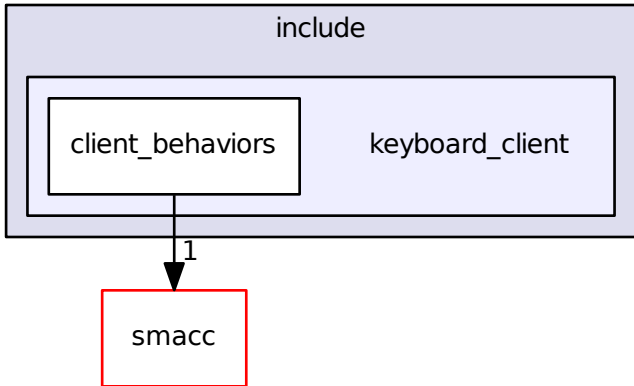 include
client_behaviors
keyboard_client
1
smacc